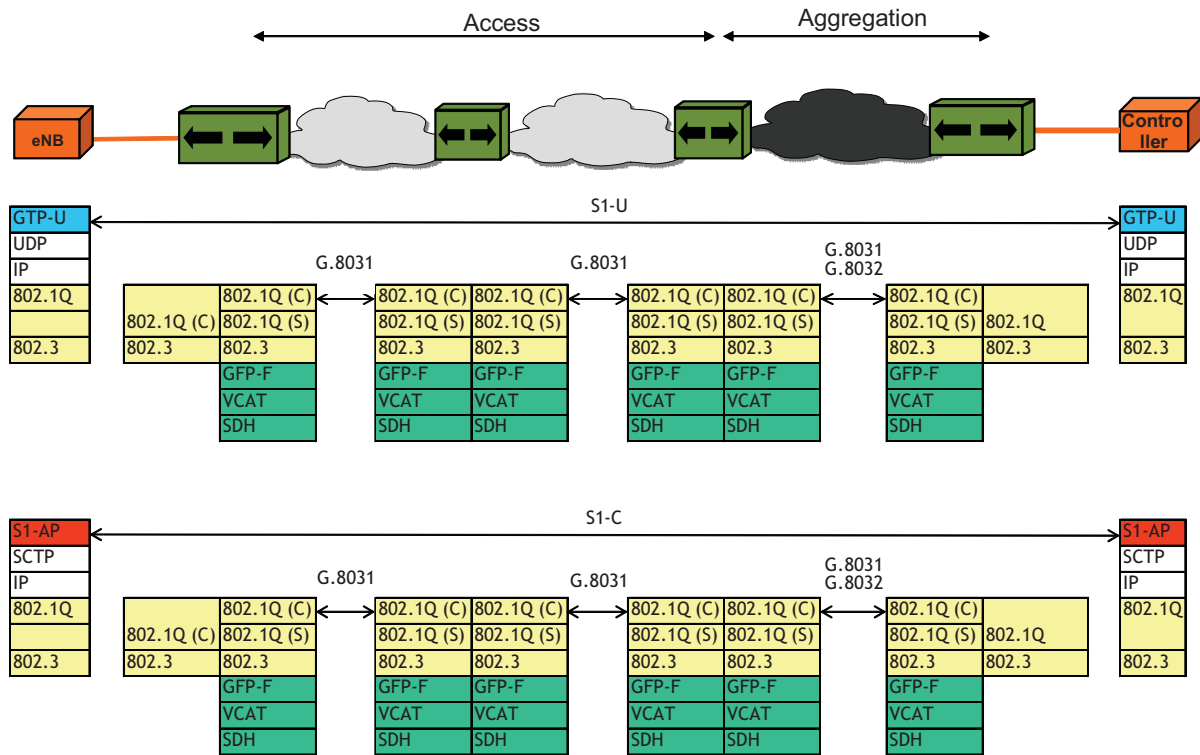 Access
Aggregation
eNB
Contro
ller
S1-U
GTP-U
GTP-U
UDP
UDP
IP
IP
G.8031
G.8031
G.8031
G.8032
802.1Q
802.1Q (C)
802.1Q (C)
802.1Q (C)
802.1Q (C)
802.1Q (C)
802.1Q (C)
802.1Q
802.1Q (C)
802.1Q (S)
802.1Q (S)
802.1Q (S)
802.1Q (S)
802.1Q (S)
802.1Q (S)
802.1Q
802.3
802.3
802.3
802.3
802.3
802.3
802.3
802.3
802.3
802.3
GFP-F
GFP-F
GFP-F
GFP-F
GFP-F
GFP-F
VCAT
VCAT
VCAT
VCAT
VCAT
VCAT
SDH
SDH
SDH
SDH
SDH
SDH
S1-C
S1-AP
S1-AP
SCTP
SCTP
IP
IP
G.8031
G.8031
G.8031
G.8032
802.1Q
802.1Q (C)
802.1Q (C)
802.1Q (C)
802.1Q (C)
802.1Q (C)
802.1Q (C)
802.1Q
802.1Q (C)
802.1Q (S)
802.1Q (S)
802.1Q (S)
802.1Q (S)
802.1Q (S)
802.1Q (S)
802.1Q
802.3
802.3
802.3
802.3
802.3
802.3
802.3
802.3
802.3
802.3
GFP-F
GFP-F
GFP-F
GFP-F
GFP-F
GFP-F
VCAT
VCAT
VCAT
VCAT
VCAT
VCAT
SDH
SDH
SDH
SDH
SDH
SDH